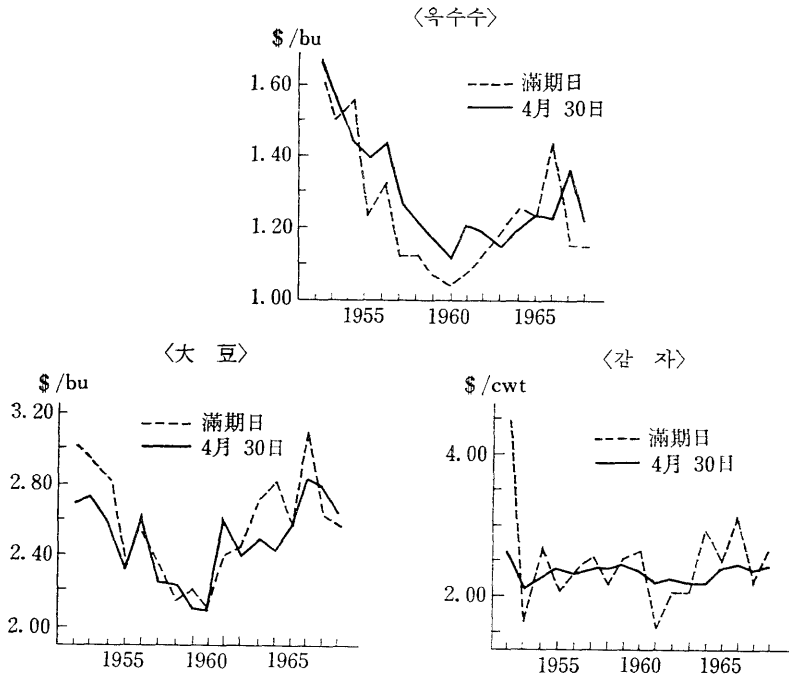 〈옥수수〉
$/bu
1.60
1.40
1.20
1.00
滿期日
4月 30日
1955 1960 1965
〈大 豆〉
$/bu
3.20
2.80
2.40
2.00
滿期日
4月 30日
1955 1960 1965
〈감 자〉
$/cwt
4.00
2.00
滿期日
4月 30日
1955 1960 1965